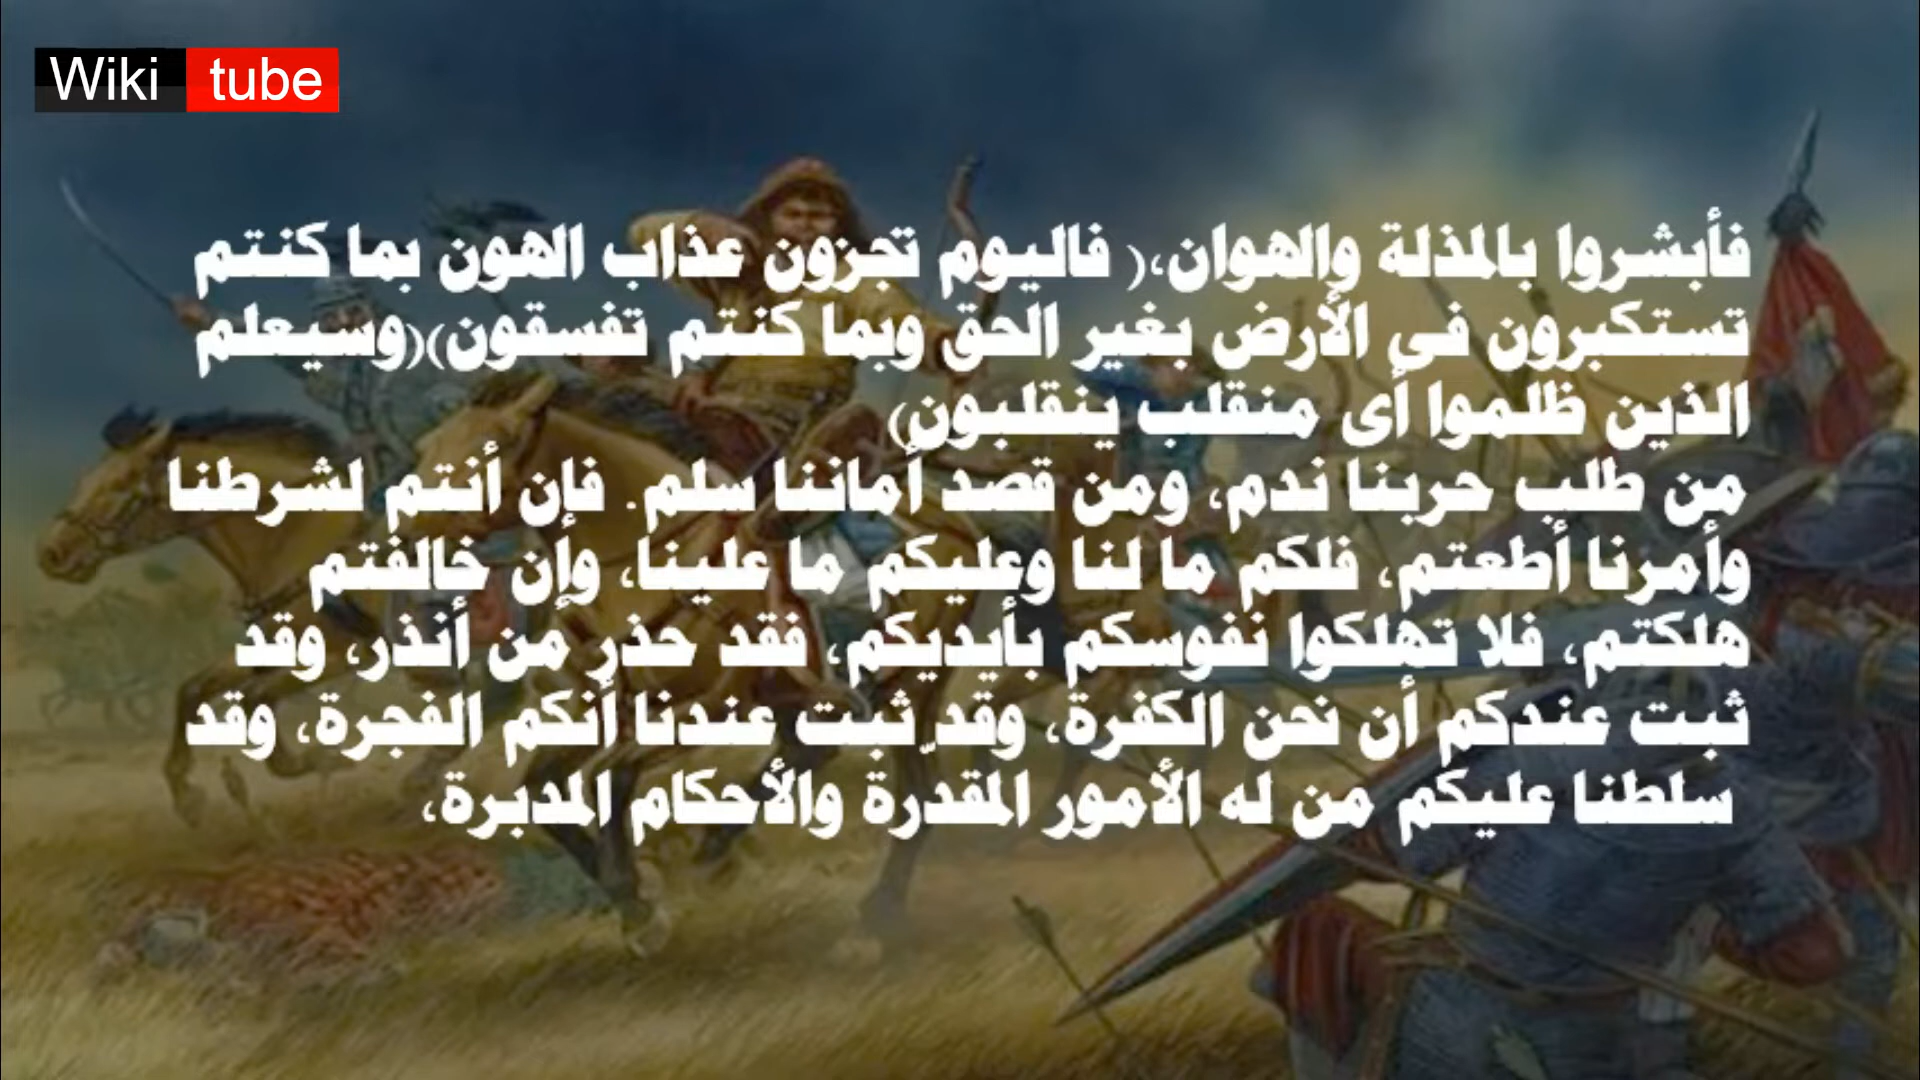 Wiki tube
فأبشروا بالمذلة والهوان،( فاليوم تجزون عذاب الهون بما كنتم
تستكبرون فى الأرض بغير الحق وبما كنتم تفسقون)(وسيعلم
الذين ظلموا أى منقلب ينقلبون)
من طلب حربنا ندم، ومن قصد أماننا سلم. فإن أنتم لشرطنا
وأمرنا أطعتم، فلكم ما لنا وعليكم ما علينا، وإن خالفتم
هلكتم، فلا تهلكوا نفوسكم بأيديكم، فقد حذر من أنذر، وقد
ثبت عندكم أن نحن الكفرة، وقد ّثبت عندنا أنكم الفجرة، وقد
سلطنا عليكم من له الأمور المقدرة والأحكام المدبرة،